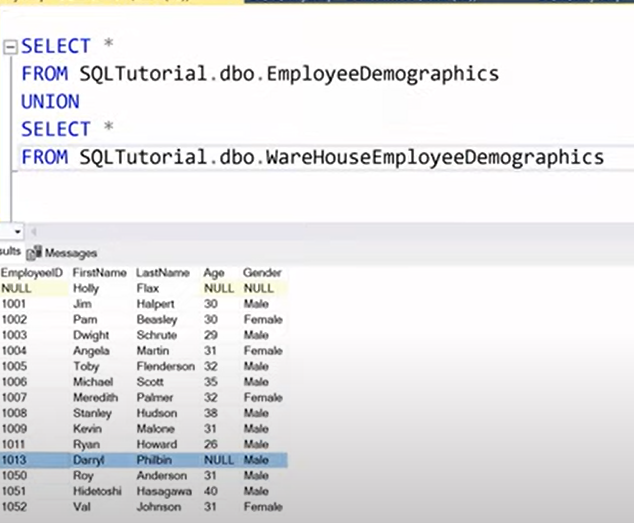 SELECT *
FROM SQLTutorial.dbo.EmployeeDemographics
UNION
SELECT *
FROM SQLTutorial.dbo.WareHouseEmployeeDemographics
sults Messages
EmployeeID FirstName LastName Age Gender
NULL Holly Flax NULL NULL
1001 Jim Halpert 30 Male
1002 Pam Beasley 30 Female
1003 Dwight Schrute 29 Male
1004 Angela Martin 31 Female
1005 Toby Flenderson 32 Male
1006 Michael Scott 35 Male
1007 Meredith Palmer 32 Female
1008 Stanley Hudson 38 Male
1009 Kevin Malone 31 Male
1011 Ryan Howard 26 Male
1013 Darryl Philbin NULL Male
1050 Roy Anderson 31 Male
1051 Hidetoshi Hasagawa 40 Male
1052 Val Johnson 31 Female